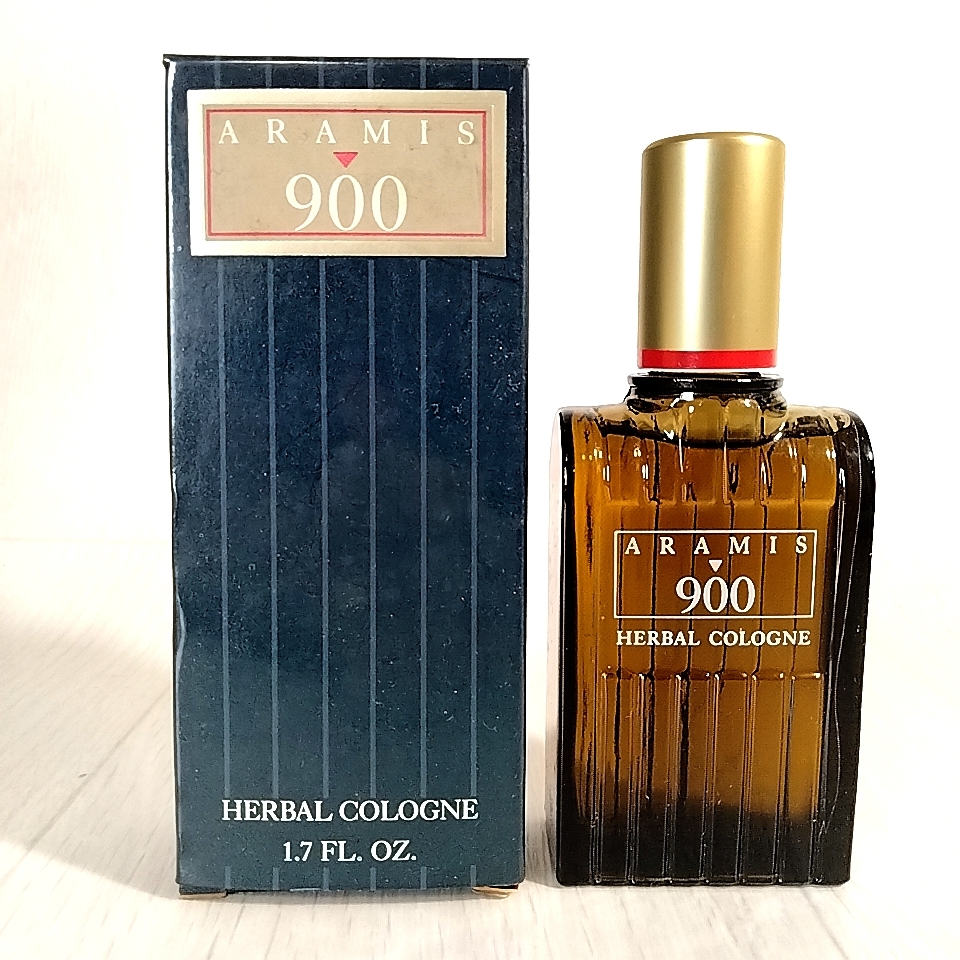 ARAMIS
900
HERBAL COLOGNE
1.7 FL. OZ.
ARAMIS
900
HERBAL COLOGNE